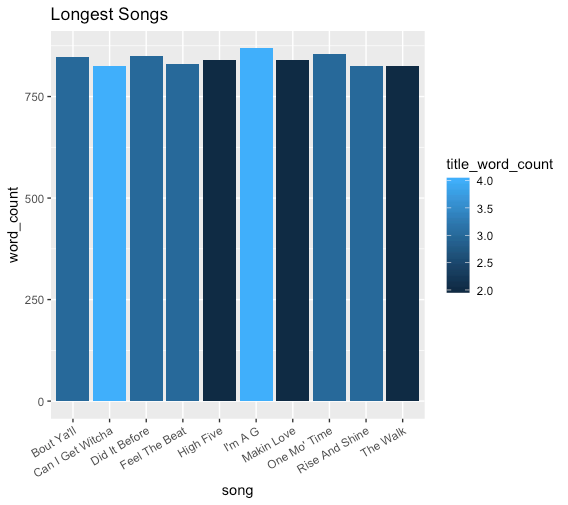 Longest Songs
word_count
750
500
250
0
Bout Ya'll
Can I Get Witcha
Did It Before
Feel The Beat
High Five
I'm A G
Makin Love
One Mo' Time
Rise And Shine
The Walk
song
title_word_count
4.0
3.5
3.0
2.5
2.0